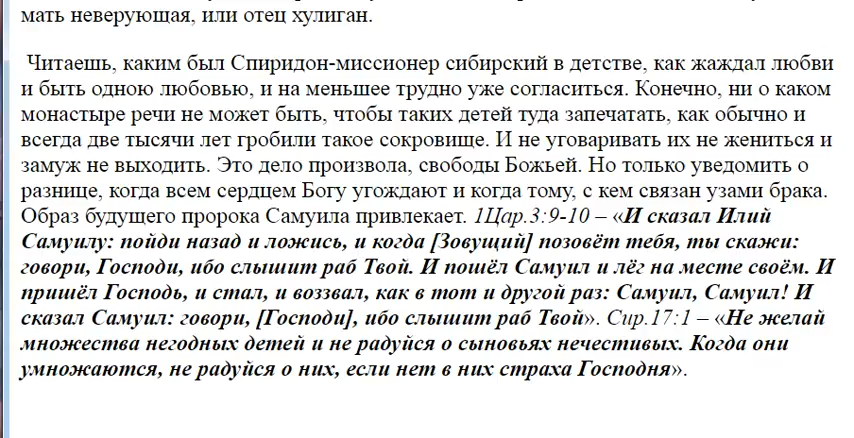 мать неверующая, или отец хулиган.
Читаешь, каким был Спиридон-миссионер сибирский в детстве, как жаждал любви
и быть одною любовью, и на меньшее трудно уже согласиться. Конечно, ни о каком
монастыре речи не может быть, чтобы таких детей туда запечатать, как обычно и
всегда две тысячи лет гробили такое сокровище. И не уговаривать их не жениться и
замуж не выходить. Это дело произвола, свободы Божьей. Но только уведомить о
разнице, когда всем сердцем Богу угождают и когда тому, с кем связан узами брака.
Образ будущего пророка Самуила привлекает. 1Цар.3:9-10 – «И сказал Илий
Самуилу: пойди назад и ложись, и когда [Зовущий] позовёт тебя, ты скажи:
говори, Господи, ибо слышит раб Твой. И пошёл Самуил и лёг на месте своём. И
пришёл Господь, и стал, и воззвал, как в тот и другой раз: Самуил, Самуил! И
сказал Самуил: говори, [Господи], ибо слышит раб Твой». Сир.17:1 – «Не желай
множества негодных детей и не радуйся о сыновьях нечестивых. Когда они
умножаются, не радуйся о них, если нет в них страха Господня».